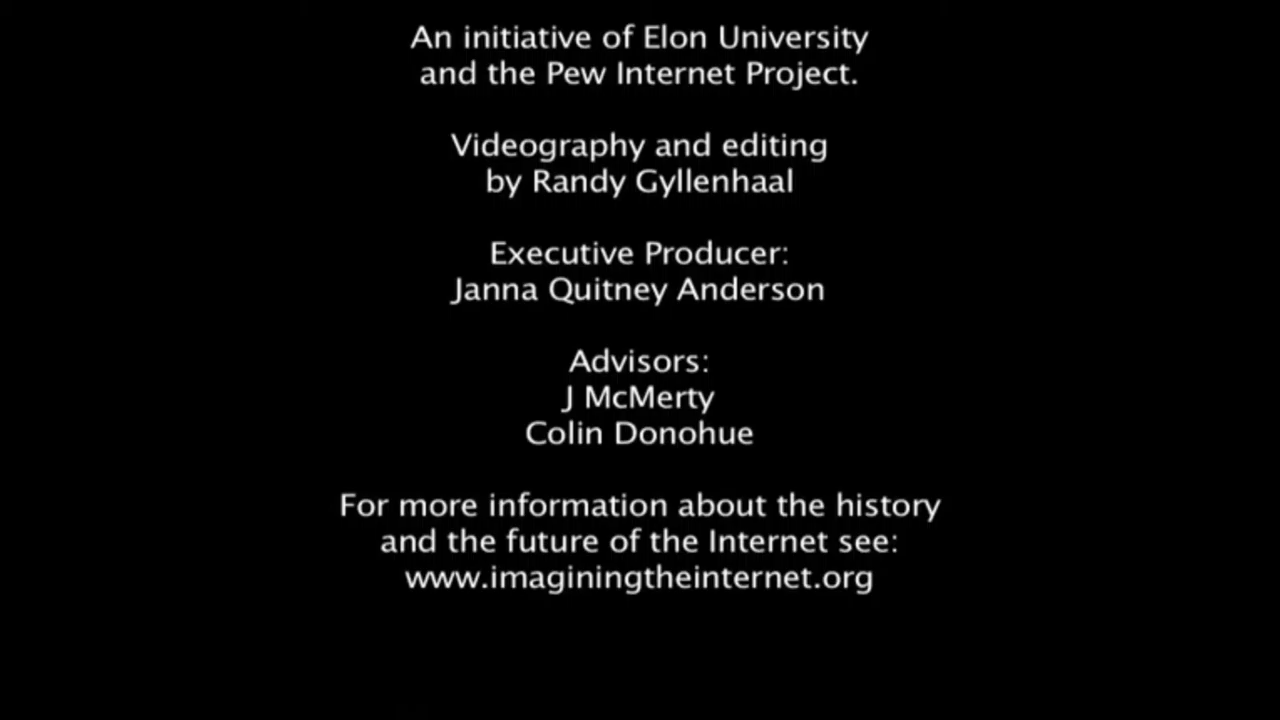 An initiative of Elon University
and the Pew Internet Project.
Videography and editing
by Randy Gyllenhaal
Executive Producer:
Janna Quitney Anderson
Advisors:
J McMerty
Colin Donohue
For more information about the history
and the future of the Internet see:
www.imaginingtheinternet.org